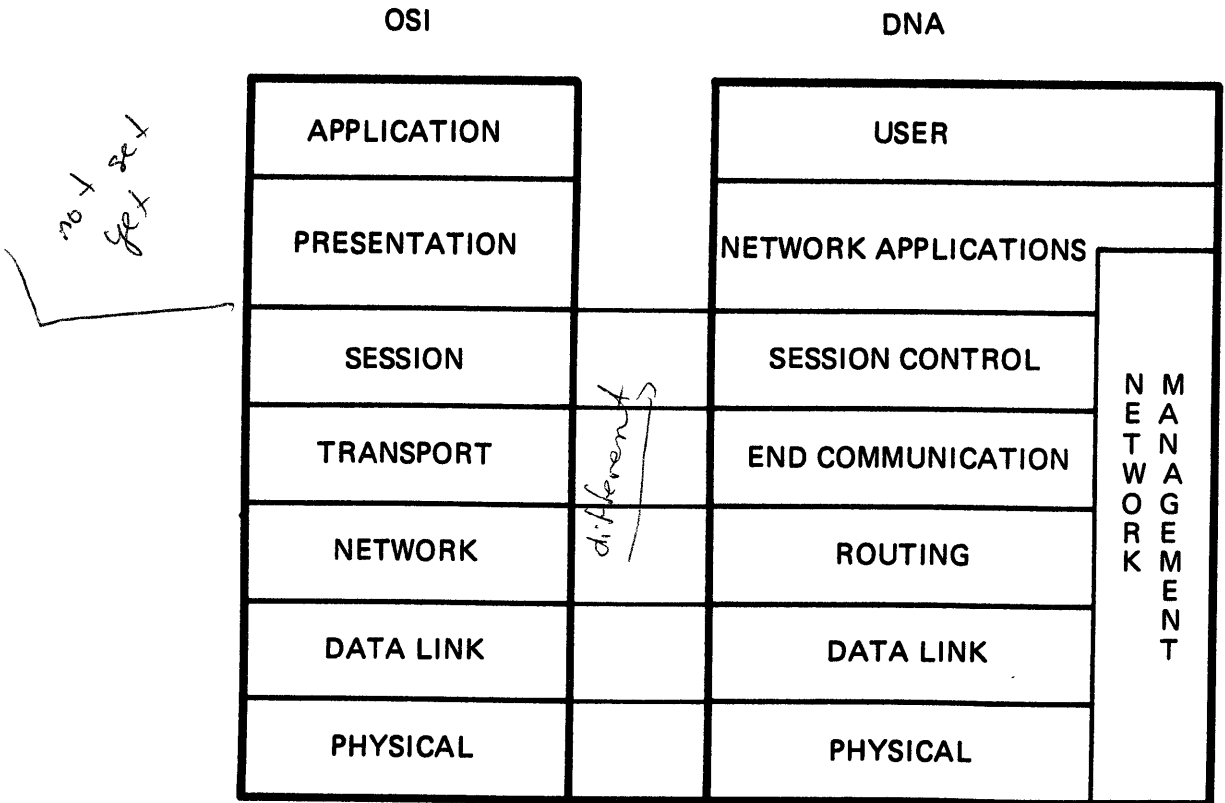 OSI
DNA
APPLICATION
USER
not set
yet
PRESENTATION
NETWORK APPLICATIONS
SESSION
SESSION CONTROL
TRANSPORT
END COMMUNICATION
different
NETWORK
ROUTING
DATA LINK
DATA LINK
PHYSICAL
PHYSICAL
NETWORK
MANAGEMENT